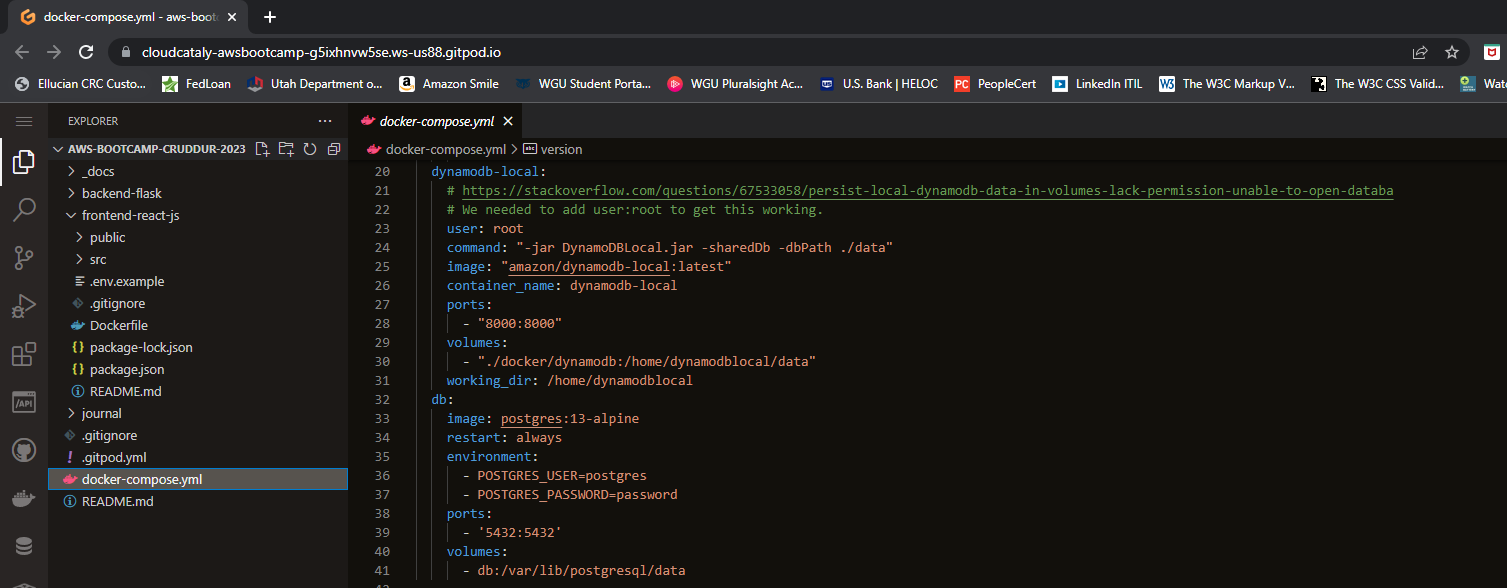 docker-compose.yml - aws-boot
cloudcataly-awsbootcamp-g5ixhnvw5se.ws-us88.gitpod.io
Ellucian CRC Custo... FedLoan Utah Department o... Amazon Smile WGU Student Porta... WGU Pluralsight Ac... U.S. Bank | HELOC PC PeopleCert LinkedIn ITIL W3 The W3C Markup V... The W3C CSS Valid... Wate
EXPLORER ... docker-compose.yml
AWS-BOOTCAMP-CRUDDUR-2023
docker-compose.yml > abc version
_docs
backend-flask
frontend-react-js
public
src
.env.example
.gitignore
Dockerfile
package-lock.json
package.json
README.md
journal
.gitignore
.gitpod.yml
docker-compose.yml
README.md
/API
20 dynamodb-local:
21 # https://stackoverflow.com/questions/67533058/persist-local-dynamodb-data-in-volumes-lack-permission-unable-to-open-databa
22 # We needed to add user:root to get this working.
23 user: root
24 command: "-jar DynamoDBLocal.jar -sharedDb -dbPath ./data"
25 image: "amazon/dynamodb-local:latest"
26 container_name: dynamodb-local
27 ports:
28 - "8000:8000"
29 volumes:
30 - "./docker/dynamodb:/home/dynamodblocal/data"
31 working_dir: /home/dynamodblocal
32 db:
33 image: postgres:13-alpine
34 restart: always
35 environment:
36 - POSTGRES_USER=postgres
37 - POSTGRES_PASSWORD=password
38 ports:
39 - '5432:5432'
40 volumes:
41 - db:/var/lib/postgresql/data